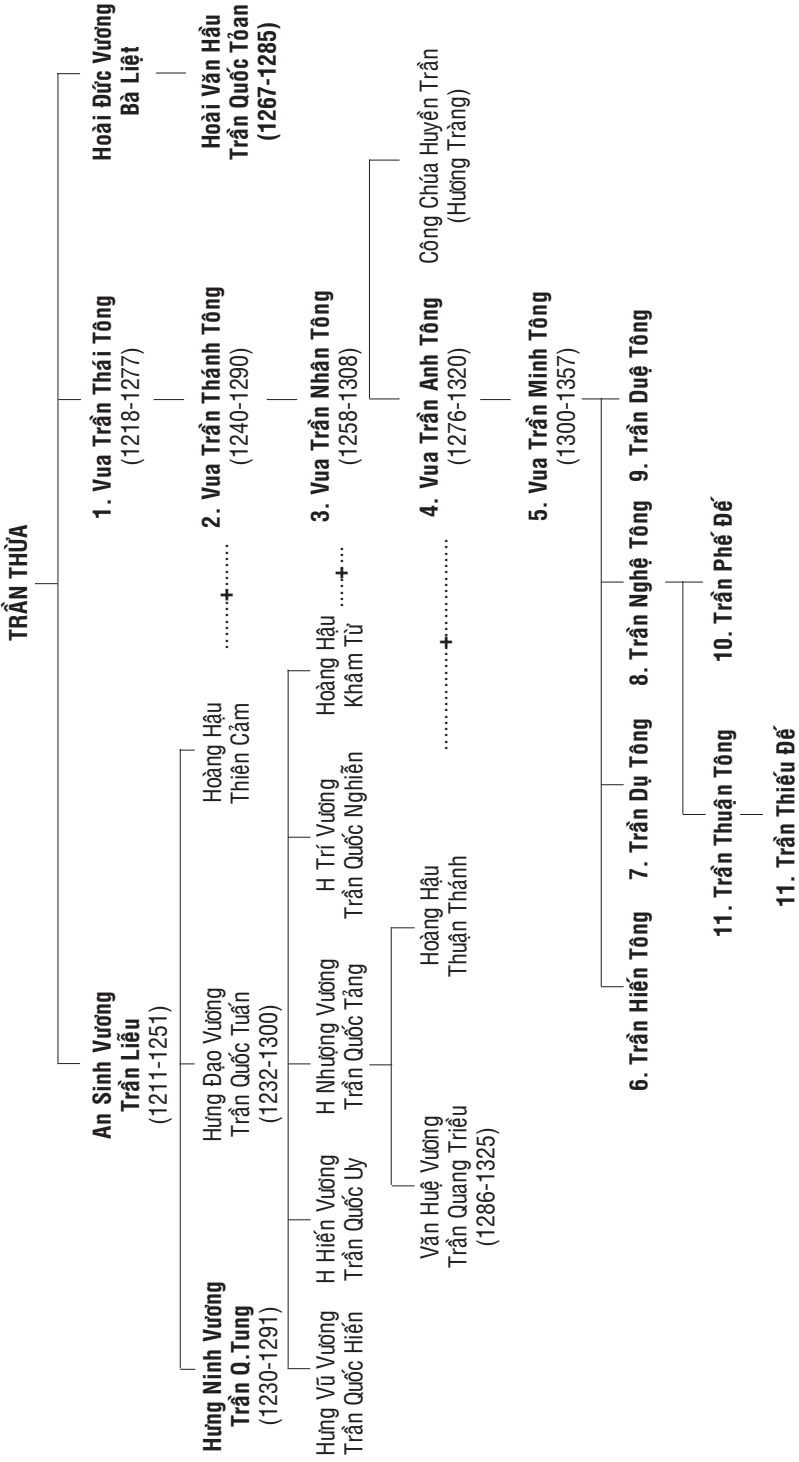 TRẦN THỪA
An Sinh Vương
Trần Liễu
(1211-1251)
1. Vua Trần Thái Tông
(1218-1277)
Hoài Đức Vương
Bà Liệt
Hưng Ninh Vương
Trần Q.Tung
(1230-1291)
Hưng Đạo Vương
Trần Quốc Tuấn
(1232-1300)
Hoàng Hậu
Thiên Cảm
........+........
2. Vua Trần Thánh Tông
(1240-1290)
Hoài Văn Hầu
Trần Quốc Tỏan
(1267-1285)
Hưng Vũ Vương
Trần Quốc Hiến
H Hiến Vương
Trần Quốc Uy
H Nhượng Vương
Trần Quốc Tảng
H Trí Vương
Trần Quốc Nghiễn
Hoàng Hậu
Khâm Từ
.....+...
3. Vua Trần Nhân Tông
(1258-1308)
Văn Huệ Vương
Trần Quang Triều
(1286-1325)
Hoàng Hậu
Thuận Thánh
................+................
4. Vua Trần Anh Tông
(1276-1320)
Công Chúa Huyền Trân
(Hương Tràng)
5. Vua Trần Minh Tông
(1300-1357)
6. Trần Hiến Tông 7. Trần Dụ Tông 8. Trần Nghệ Tông 9. Trần Duệ Tông
11. Trần Thuận Tông 10. Trần Phế Đế
11. Trần Thiếu Đế